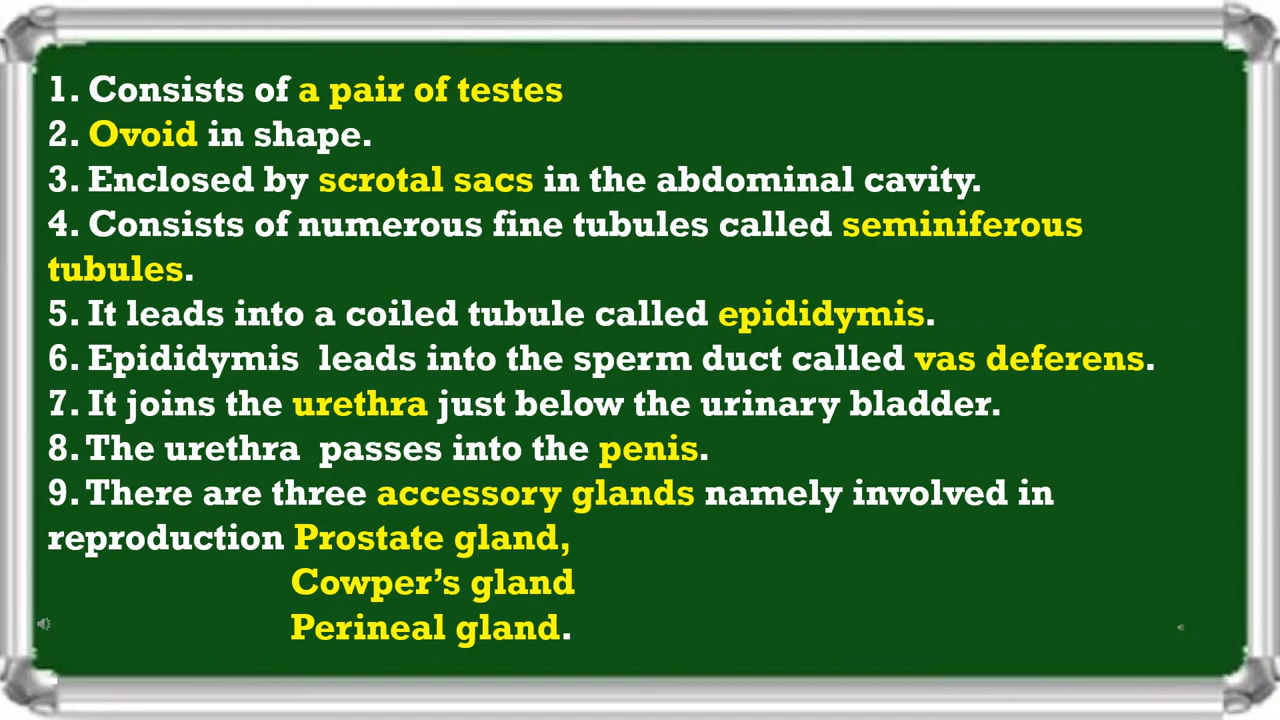 1. Consists of a pair of testes
2. Ovoid in shape.
3. Enclosed by scrotal sacs in the abdominal cavity.
4. Consists of numerous fine tubules called seminiferous
tubules.
5. It leads into a coiled tubule called epididymis.
6. Epididymis leads into the sperm duct called vas deferens.
7. It joins the urethra just below the urinary bladder.
8. The urethra passes into the penis.
9. There are three accessory glands namely involved in
reproduction Prostate gland,
Cowper’s gland
Perineal gland.